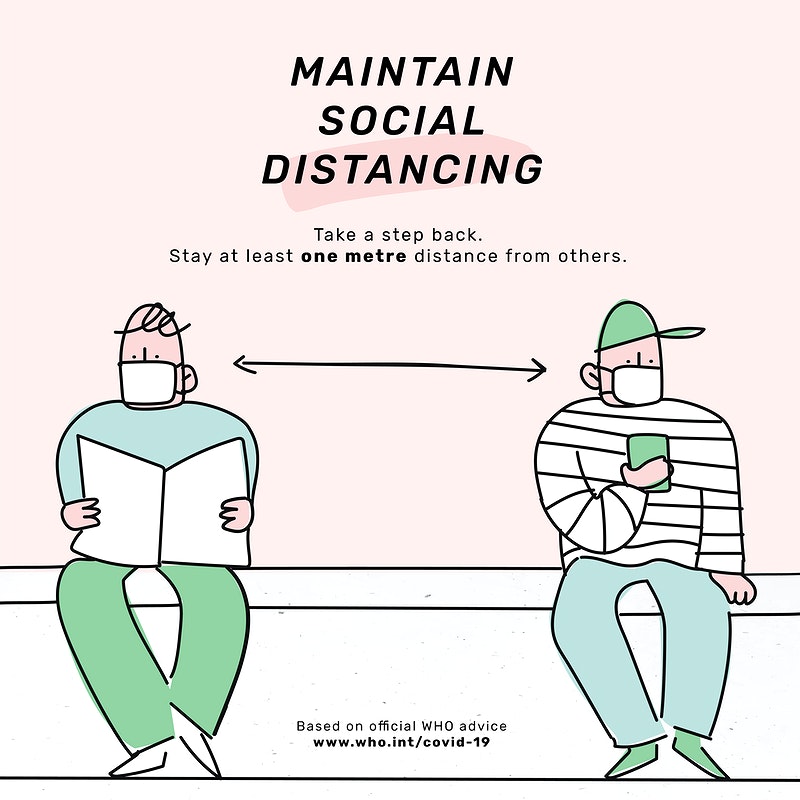 MAINTAIN
SOCIAL
DISTANCING
Take a step back.
Stay at least one metre distance from others.
Based on official WHO advice
www.who.int/covid-19